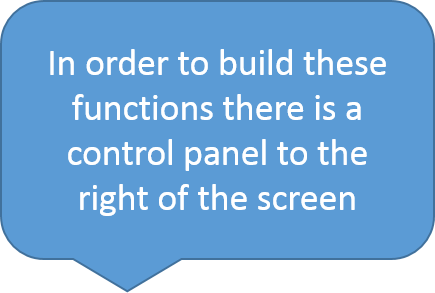 In order to build these
functions there is a
control panel to the
right of the screen